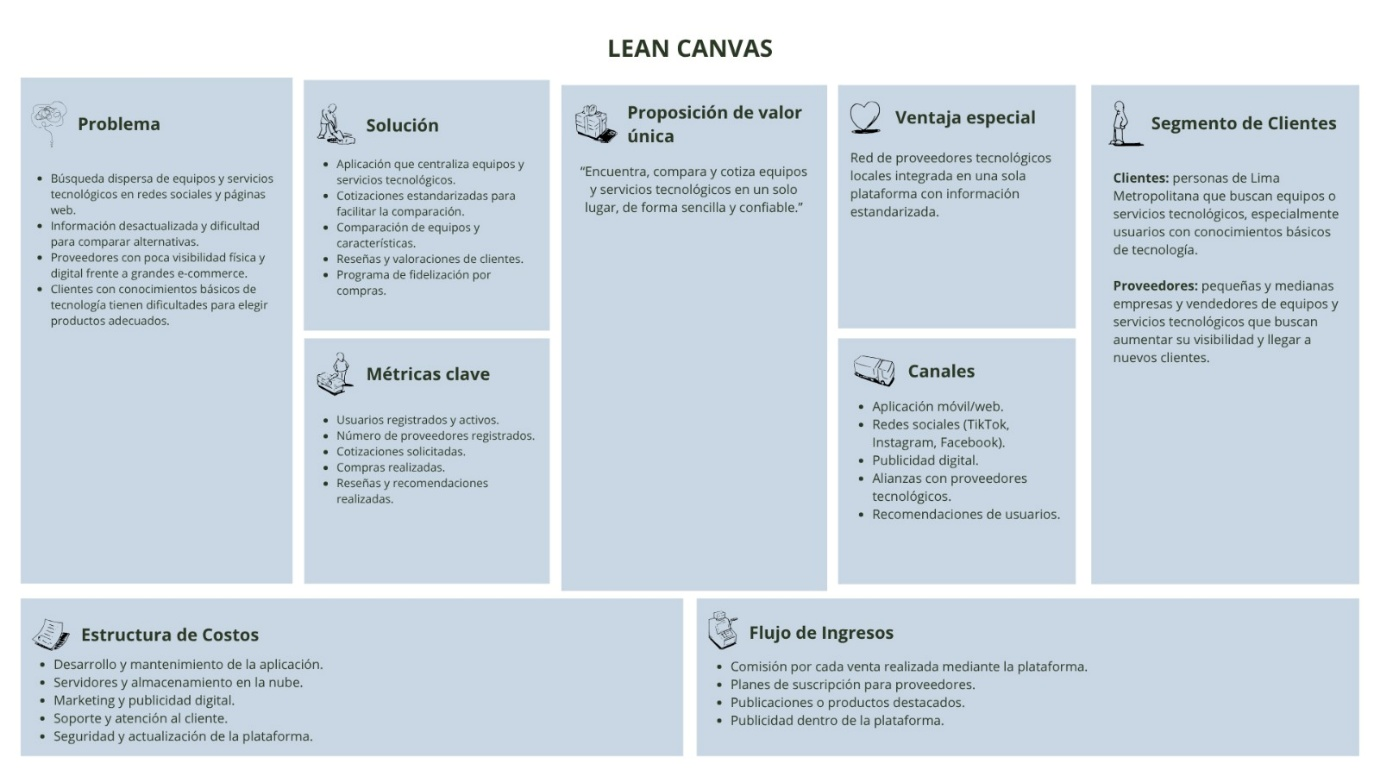 LEAN CANVAS
Problema
Búsqueda dispersa de equipos y servicios
tecnológicos en redes sociales y páginas
web.
Información desactualizada y dificultad
para comparar alternativas.
Proveedores con poca visibilidad física y
digital frente a grandes e-commerce.
Clientes con conocimientos básicos de
tecnología tienen dificultades para elegir
productos adecuados.
Solución
Aplicación que centraliza equipos y
servicios tecnológicos.
Cotizaciones estandarizadas para
facilitar la comparación.
Comparación de equipos y
características.
Reseñas y valoraciones de clientes.
Programa de fidelización por
compras.
Métricas clave
Usuarios registrados y activos.
Número de proveedores registrados.
Cotizaciones solicitadas.
Compras realizadas.
Reseñas y recomendaciones
realizadas.
Proposición de valor
única
“Encuentra, compara y cotiza equipos
y servicios tecnológicos en un solo
lugar, de forma sencilla y confiable.”
Ventaja especial
Red de proveedores tecnológicos
locales integrada en una sola
plataforma con información
estandarizada.
Canales
Aplicación móvil/web.
Redes sociales (TikTok,
Instagram, Facebook).
Publicidad digital.
Alianzas con proveedores
tecnológicos.
Recomendaciones de usuarios.
Segmento de Clientes
Clientes: personas de Lima
Metropolitana que buscan equipos o
servicios tecnológicos, especialmente
usuarios con conocimientos básicos
de tecnología.
Proveedores: pequeñas y medianas
empresas y vendedores de equipos y
servicios tecnológicos que buscan
aumentar su visibilidad y llegar a
nuevos clientes.
Estructura de Costos
Desarrollo y mantenimiento de la aplicación.
Servidores y almacenamiento en la nube.
Marketing y publicidad digital.
Soporte y atención al cliente.
Seguridad y actualización de la plataforma.
Flujo de Ingresos
Comisión por cada venta realizada mediante la plataforma.
Planes de suscripción para proveedores.
Publicaciones o productos destacados.
Publicidad dentro de la plataforma.